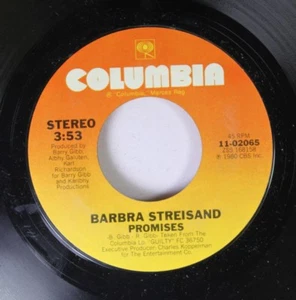 COLUMBIA
® "Columbia," Marcas Reg.
STEREO
3:53
Produced by
Barry Gibb,
Albhy Galuten,
Karl
Richardson
for Barry Gibb
and Karlbhy
Productions
45 RPM
11-02065
ZSS 168158
℗ 1980 CBS Inc.
BARBRA STREISAND
PROMISES
B. Gibb - R. Gibb- Taken From The
Columbia Lp "GUILTY" FC 36750
Executive Producer: Charles Koppelman
for The Entertainment Co.